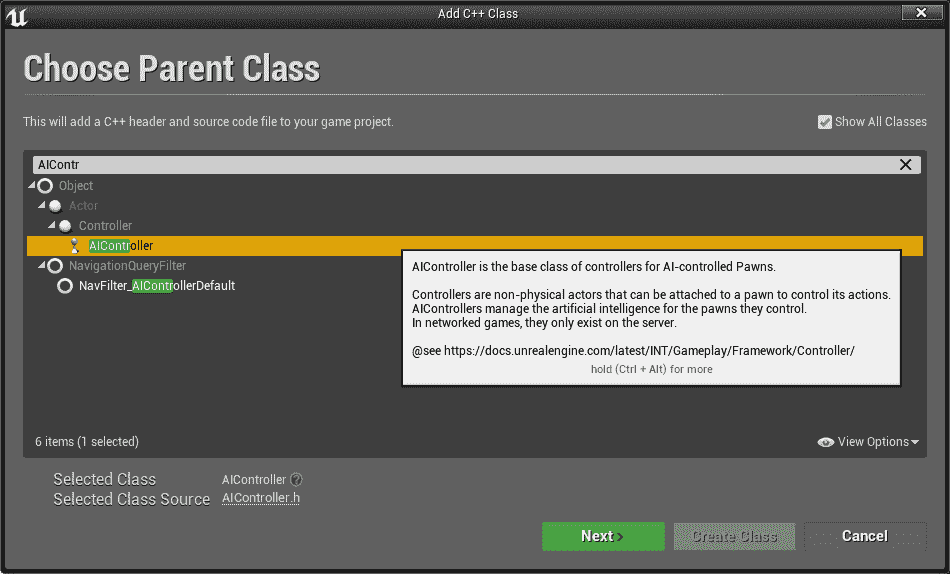 Add C++ Class
Choose Parent Class
This will add a C++ header and source code file to your game project.
Show All Classes
AIContr
Object
Actor
Controller
AIController
NavigationQueryFilter
NavFilter_AIControllerDefault
AIController is the base class of controllers for AI-controlled Pawns.
Controllers are non-physical actors that can be attached to a pawn to control its actions.
AIControllers manage the artificial intelligence for the pawns they control.
In networked games, they only exist on the server.
@see https://docs.unrealengine.com/latest/INT/Gameplay/Framework/Controller/
hold (Ctrl + Alt) for more
6 items (1 selected)
View Options
Selected Class
AIController
Selected Class Source
AIController.h
Next
Create Class
Cancel